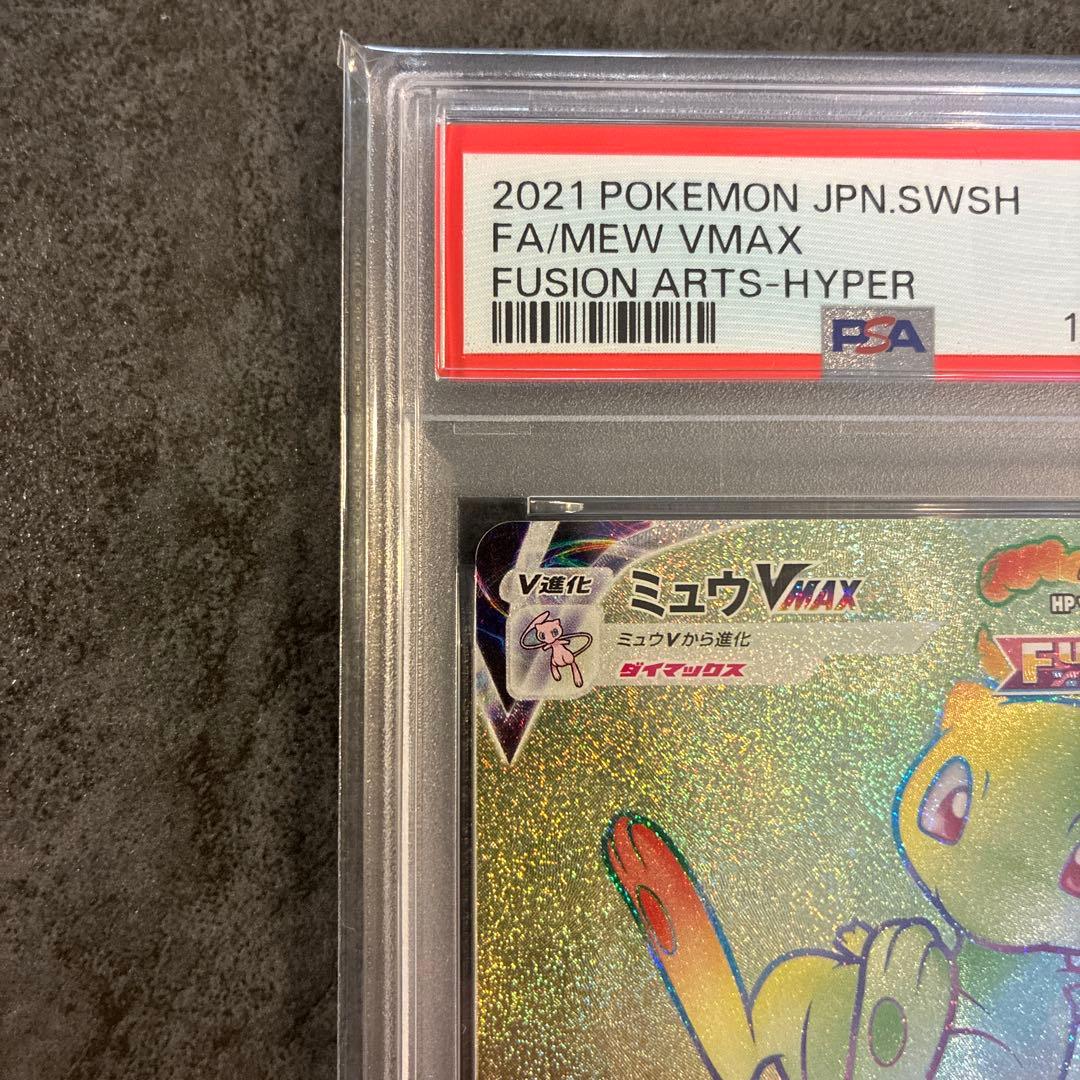 2021 POKEMON JPN.SWSH
FA/MEW VMAX
FUSION ARTS-HYPER
PSA
V進化
ミュウVMAX
HP
ミュウVから進化
ダイマックス